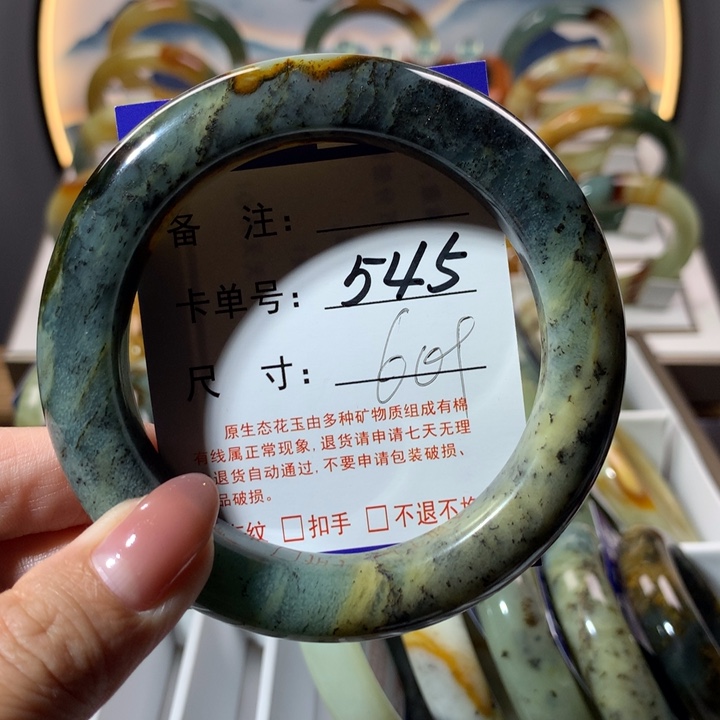 备 注：
卡单号： 545
尺 寸：
原生态花玉由多种矿物质组成有棉
有线属正常现象，退货请申请七天无理
退货自动通过，不要申请包装破损、
品破损。
纹 □扣手 □不退不换